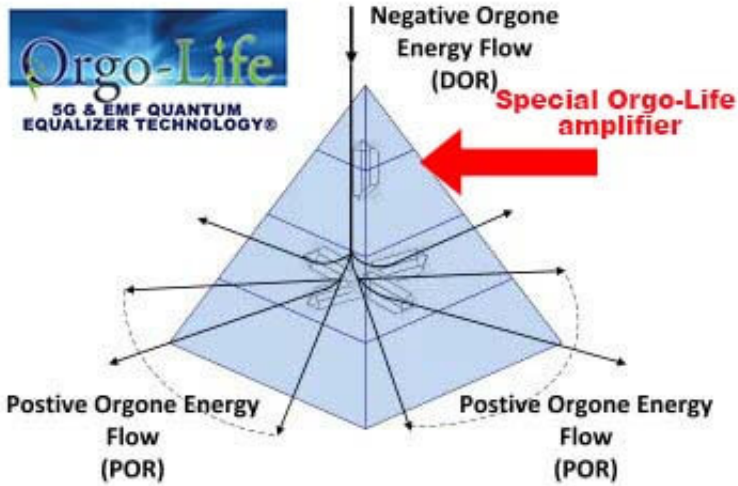 Orgo-Life
5G & EMF QUANTUM
EQUALIZER TECHNOLOGY®
Negative Orgone
Energy Flow
(DOR)
Special Orgo-Life
amplifier
Postive Orgone Energy
Flow
(POR)
Postive Orgone Energy
Flow
(POR)